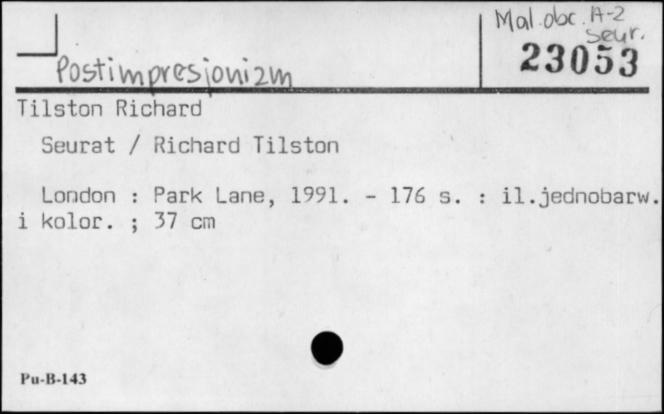 Mal.obc. A-2
Seur.
23053
Postimpresjonizm
Tilston Richard
Seurat / Richard Tilston
London : Park Lane, 1991. - 176 s. : il.jednobarw.
i kolor. ; 37 cm
Pu-B-143